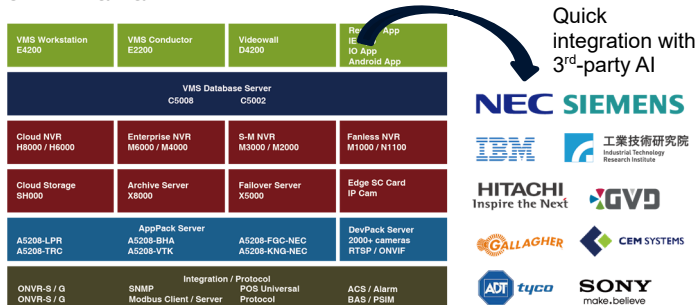 VMS Workstation
E4200
VMS Conductor
E2200
Videowall
D4200
App
IE
IO App
Android App
Quick
integration with
3rd-party AI
VMS Database Server
C5008 C5002
Cloud NVR
H8000 / H6000
Enterprise NVR
M6000 / M4000
S-M NVR
M3000 / M2000
Fanless NVR
M1000 / N1100
Cloud Storage
SH000
Archive Server
X8000
Failover Server
X5000
Edge SC Card
IP Cam
AppPack Server
A5208-LPR A5208-BHA A5208-FGC-NEC
A5208-TRC A5208-VTK A5208-KNG-NEC
DevPack Server
2000+ cameras
RTSP / ONVIF
Integration / Protocol
ONVR-S / G SNMP POS Universal ACS / Alarm
ONVR-S / G Modbus Client / Server Protocol BAS / PSIM
NEC SIEMENS
IBM
工業技術研究院
Industrial Technology
Research Institute
HITACHI
Inspire the Next
GVD
GALLAGHER
CEM SYSTEMS
ADT tyco
SONY
make.believe